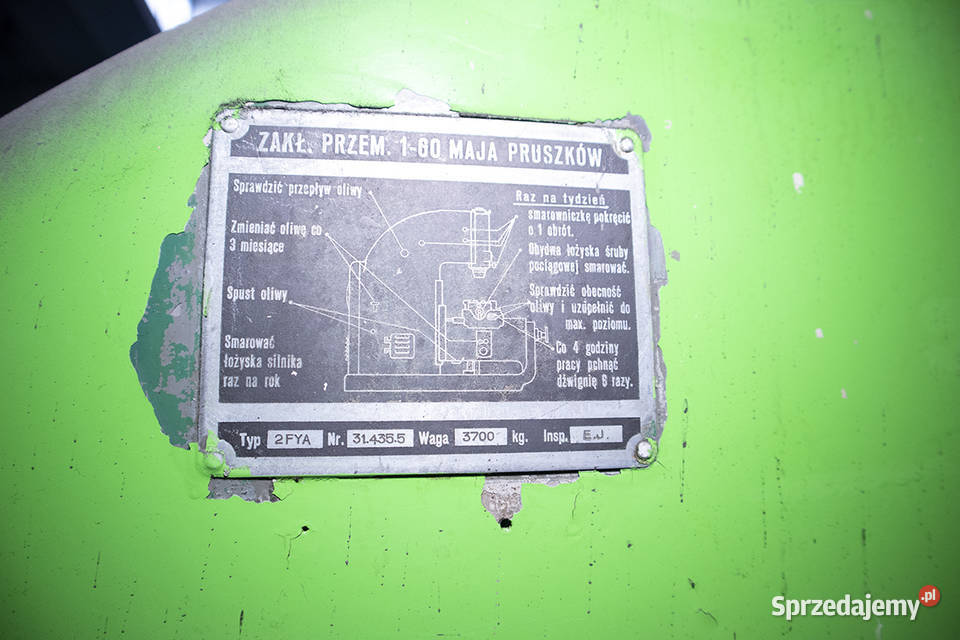 ZAKŁ. PRZEM. 1-60 MAJA PRUSZKÓW
Sprawdzić przepływ oliwy
Zmieniać oliwę co
3 miesiące
Spust oliwy
Smarować
łożyska silnika
raz na rok
Raz na tydzień
smarowniczkę pokręcić
o 1 obrót.
Obydwa łożyska śruby
pociągowej smarować.
Sprawdzić obecność
oliwy i uzupełnić do
max. poziomu.
Co 4 godziny
pracy pchnąć
dźwignię 6 razy.
Typ 2FYA Nr. 31.435.5 Waga 3700 kg. Insp. E.J.
Sprzedajemy.pl